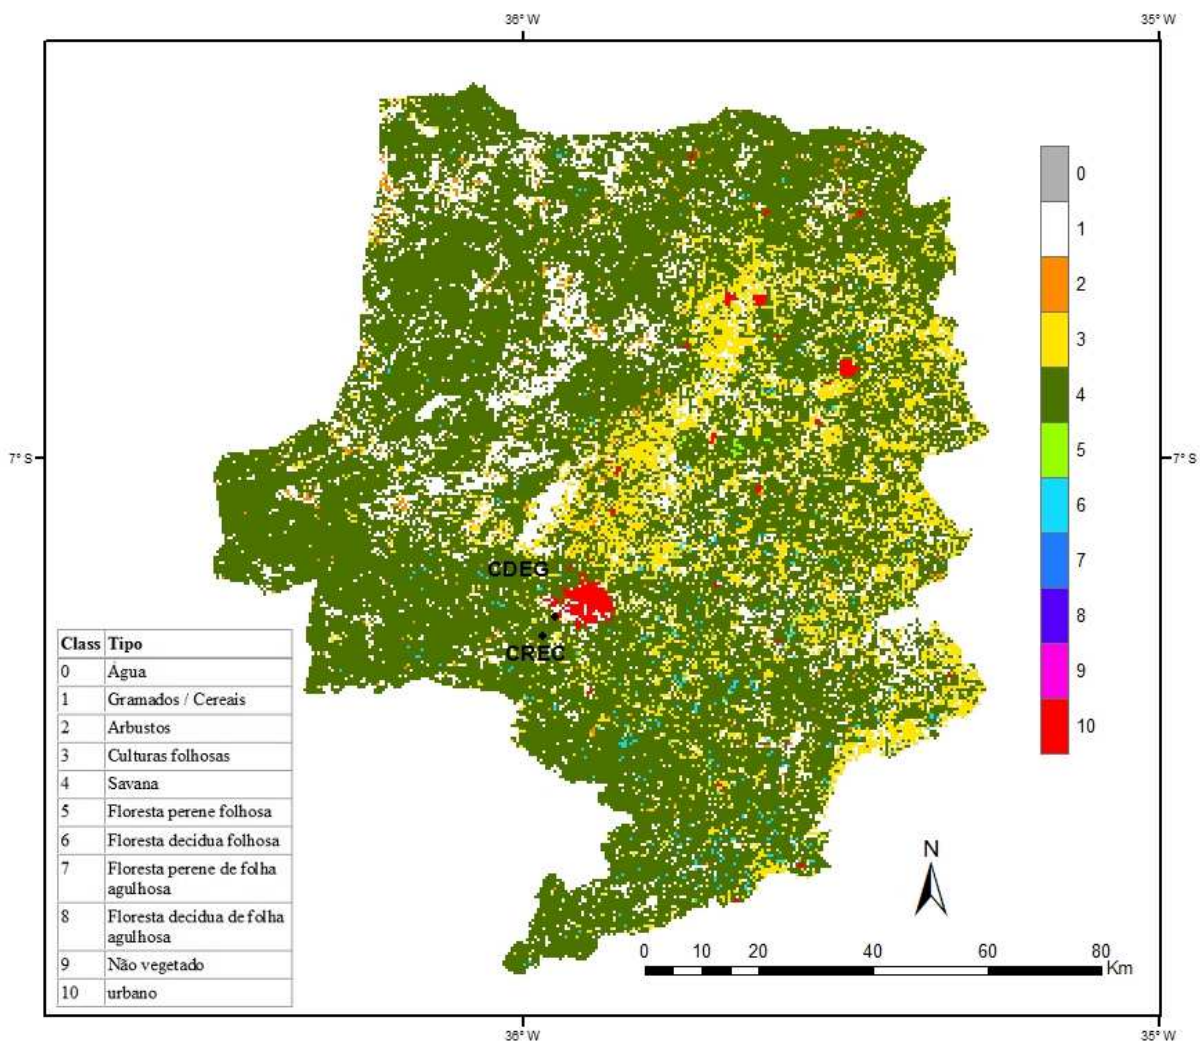 36° W
35° W
0
1
2
3
4
5
6
7
8
9
10
7° S
7° S
CDEG
CREC
Class Tipo
0 Água
1 Gramados / Cereais
2 Arbustos
3 Culturas folhosas
4 Savana
5 Floresta perene folhosa
6 Floresta decidua folhosa
7 Floresta perene de folha
agulhosa
8 Floresta decidua de folha
agulhosa
9 Não vegetado
10 urbano
N
0 10 20 40 60 80
Km
36° W
35° W